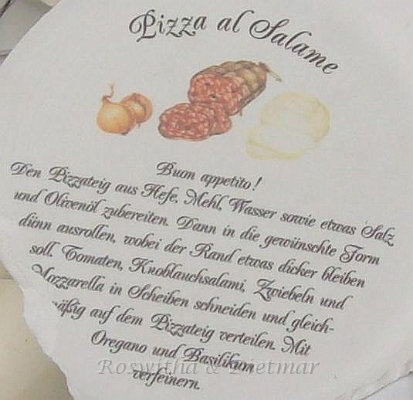 Pizza al Salame
Buon appetito!
Den Pizzateig aus Hefe, Mehl, Wasser sowie etwas Salz
und Olivenöl zubereiten. Dann in die gewünschte Form
dünn ausrollen, wobei der Rand etwas dicker bleiben
soll. Tomaten, Knoblauchsalami, Zwiebeln und
Mozzarella in Scheiben schneiden und gleich-
mäßig auf dem Pizzateig verteilen. Mit
Oregano und Basilikum
verfeinern.
Roswitha & Dietmar